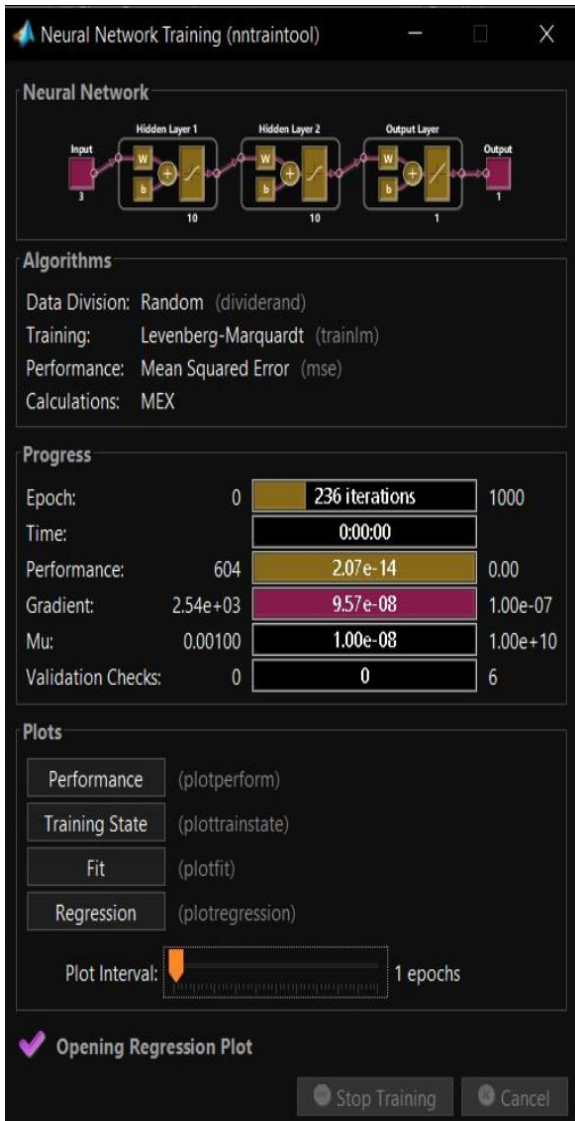 Neural Network Training (nntraintool)
Neural Network
Hidden Layer 1 Hidden Layer 2 Output Layer
Input Output
W W W
b b b
3 10 10 1 1
Algorithms
Data Division: Random (dividerand)
Training: Levenberg-Marquardt (trainlm)
Performance: Mean Squared Error (mse)
Calculations: MEX
Progress
Epoch: 0 236 iterations 1000
Time: 0:00:00
Performance: 604 2.07e-14 0.00
Gradient: 2.54e+03 9.57e-08 1.00e-07
Mu: 0.00100 1.00e-08 1.00e+10
Validation Checks: 0 0 6
Plots
Performance (plotperform)
Training State (plottrainstate)
Fit (plotfit)
Regression (plotregression)
Plot Interval: 1 epochs
Opening Regression Plot
Stop Training Cancel